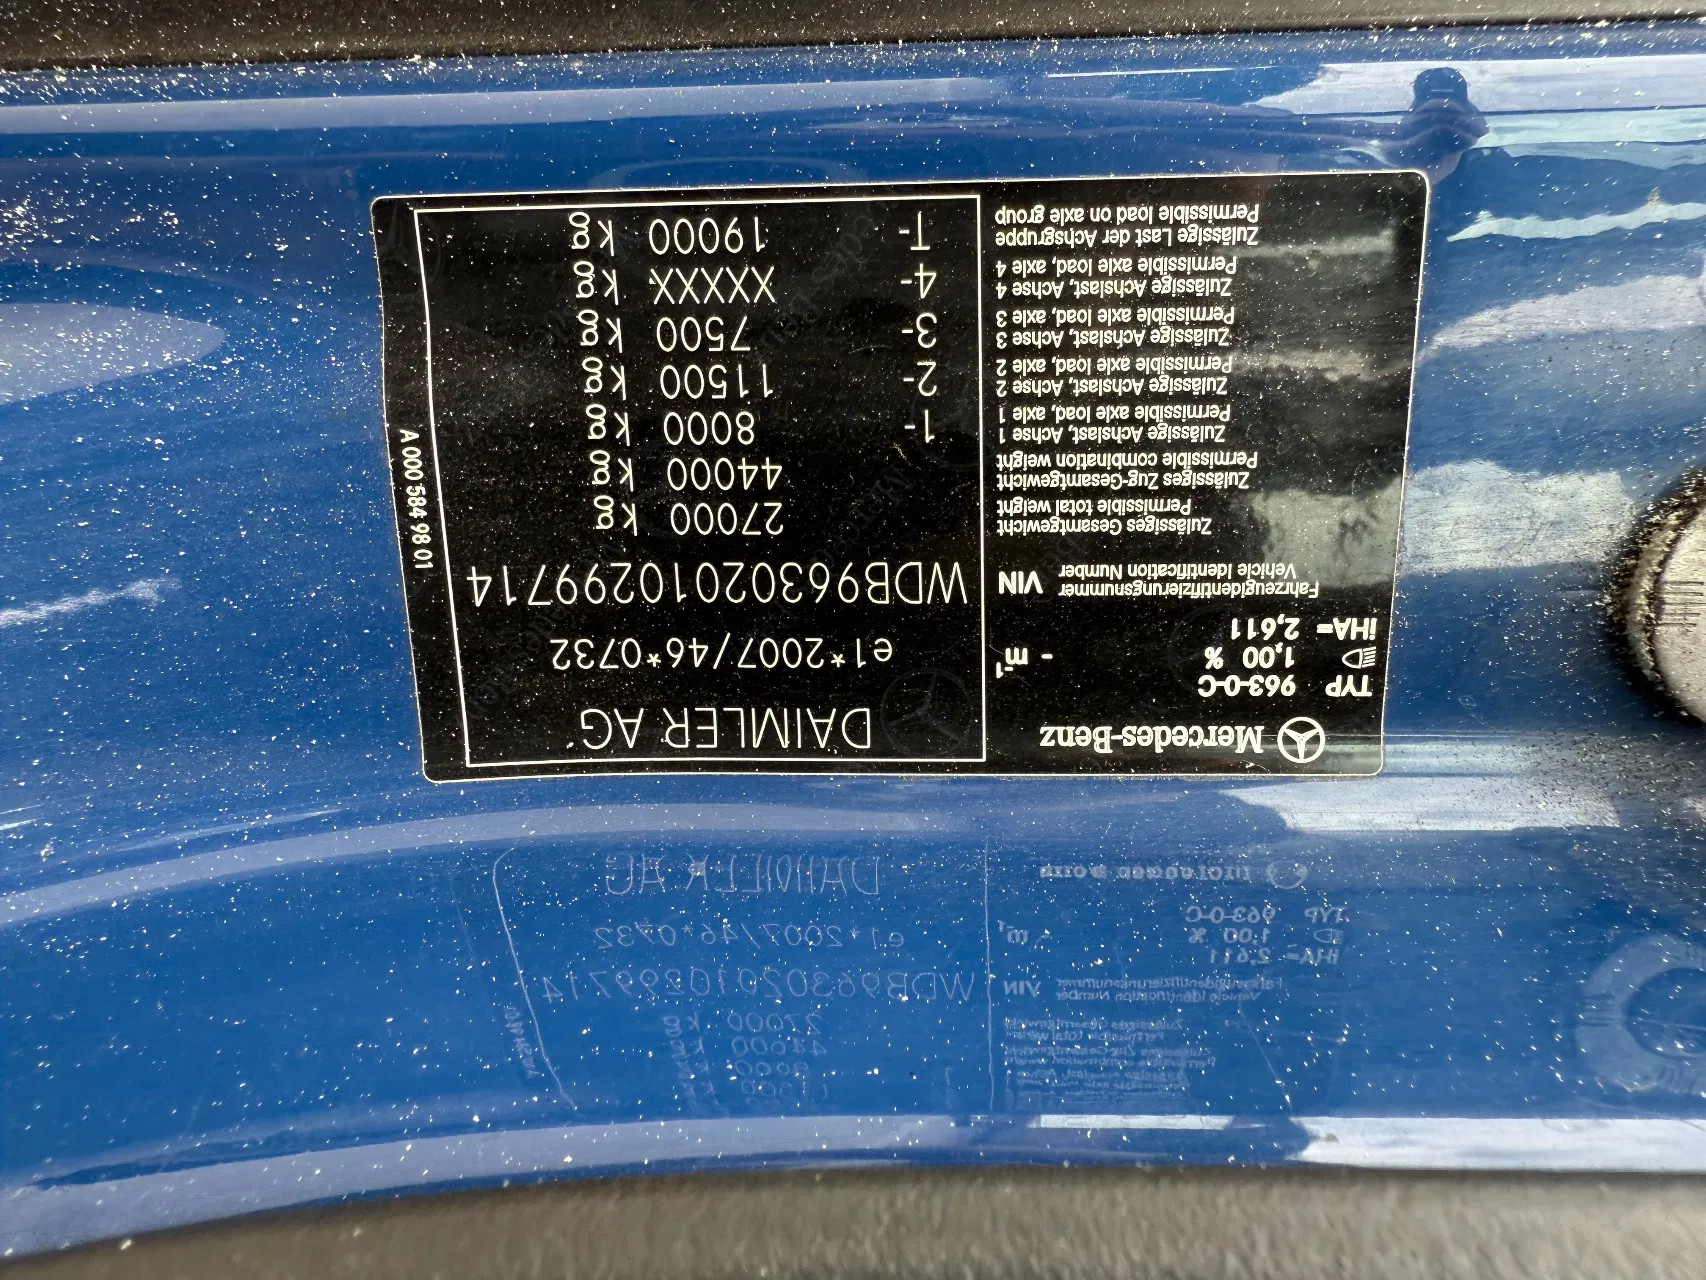 Mercedes-Benz
DAIMLER AG
TYP 963-0-C
1,00 % - m⁻¹
iHA= 2,611
e1*2007/46*0732
Fahrzeugidentifizierungsnummer
Vehicle Identification Number
VIN
WDB96302010299714
Zulässiges Gesamtgewicht
Permissible total weight
27000 kg
Zulässiges Zug-Gesamtgewicht
Permissible combination weight
44000 kg
Zulässige Achslast, Achse 1
Permissible axle load, axle 1
1- 8000 kg
Zulässige Achslast, Achse 2
Permissible axle load, axle 2
2- 11500 kg
Zulässige Achslast, Achse 3
Permissible axle load, axle 3
3- 7500 kg
Zulässige Achslast, Achse 4
Permissible axle load, axle 4
4- XXXXX kg
Zulässige Last der Achsgruppe
Permissible load on axle group
T- 19000 kg
A 000 584 98 01